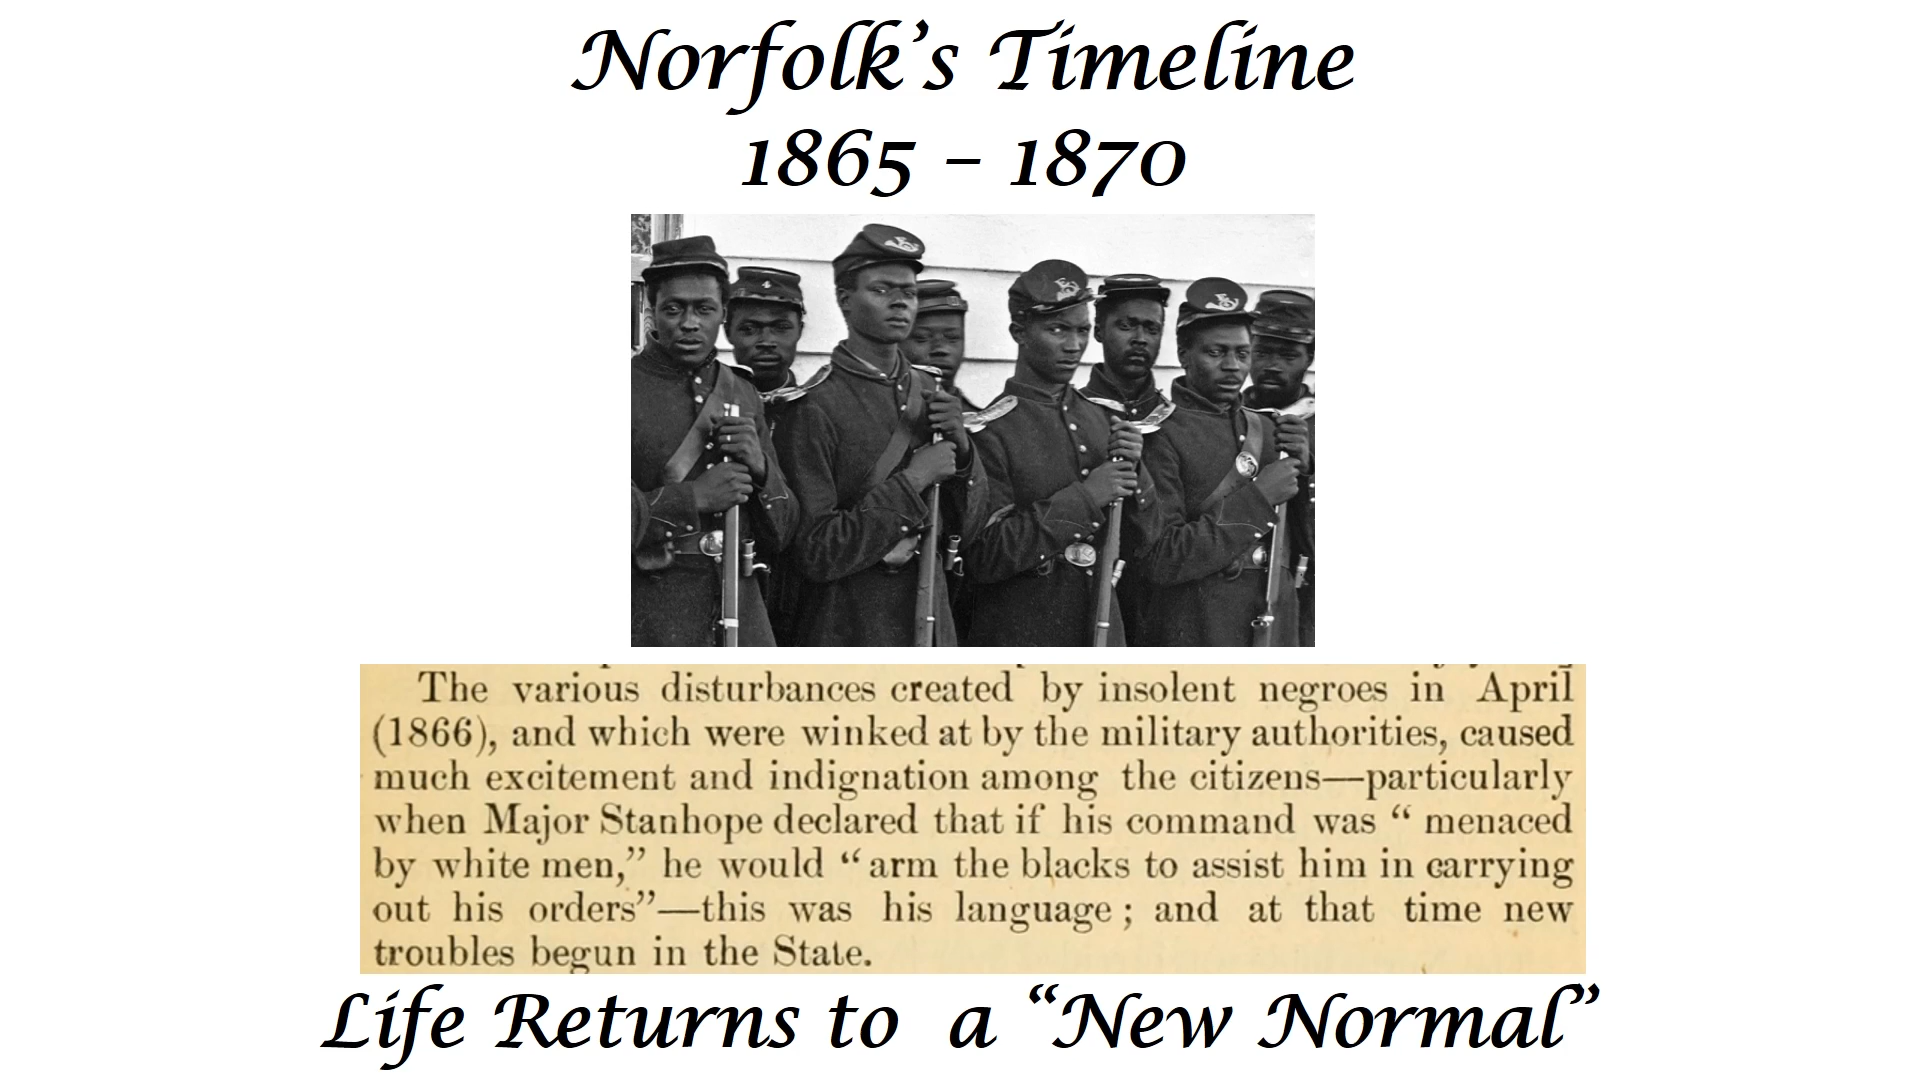 Norfolk’s Timeline
1865 – 1870
The various disturbances created by insolent negroes in April
(1866), and which were winked at by the military authorities, caused
much excitement and indignation among the citizens—particularly
when Major Stanhope declared that if his command was “ menaced
by white men,” he would “ arm the blacks to assist him in carrying
out his orders”—this was his language ; and at that time new
troubles begun in the State.
Life Returns to a “New Normal”